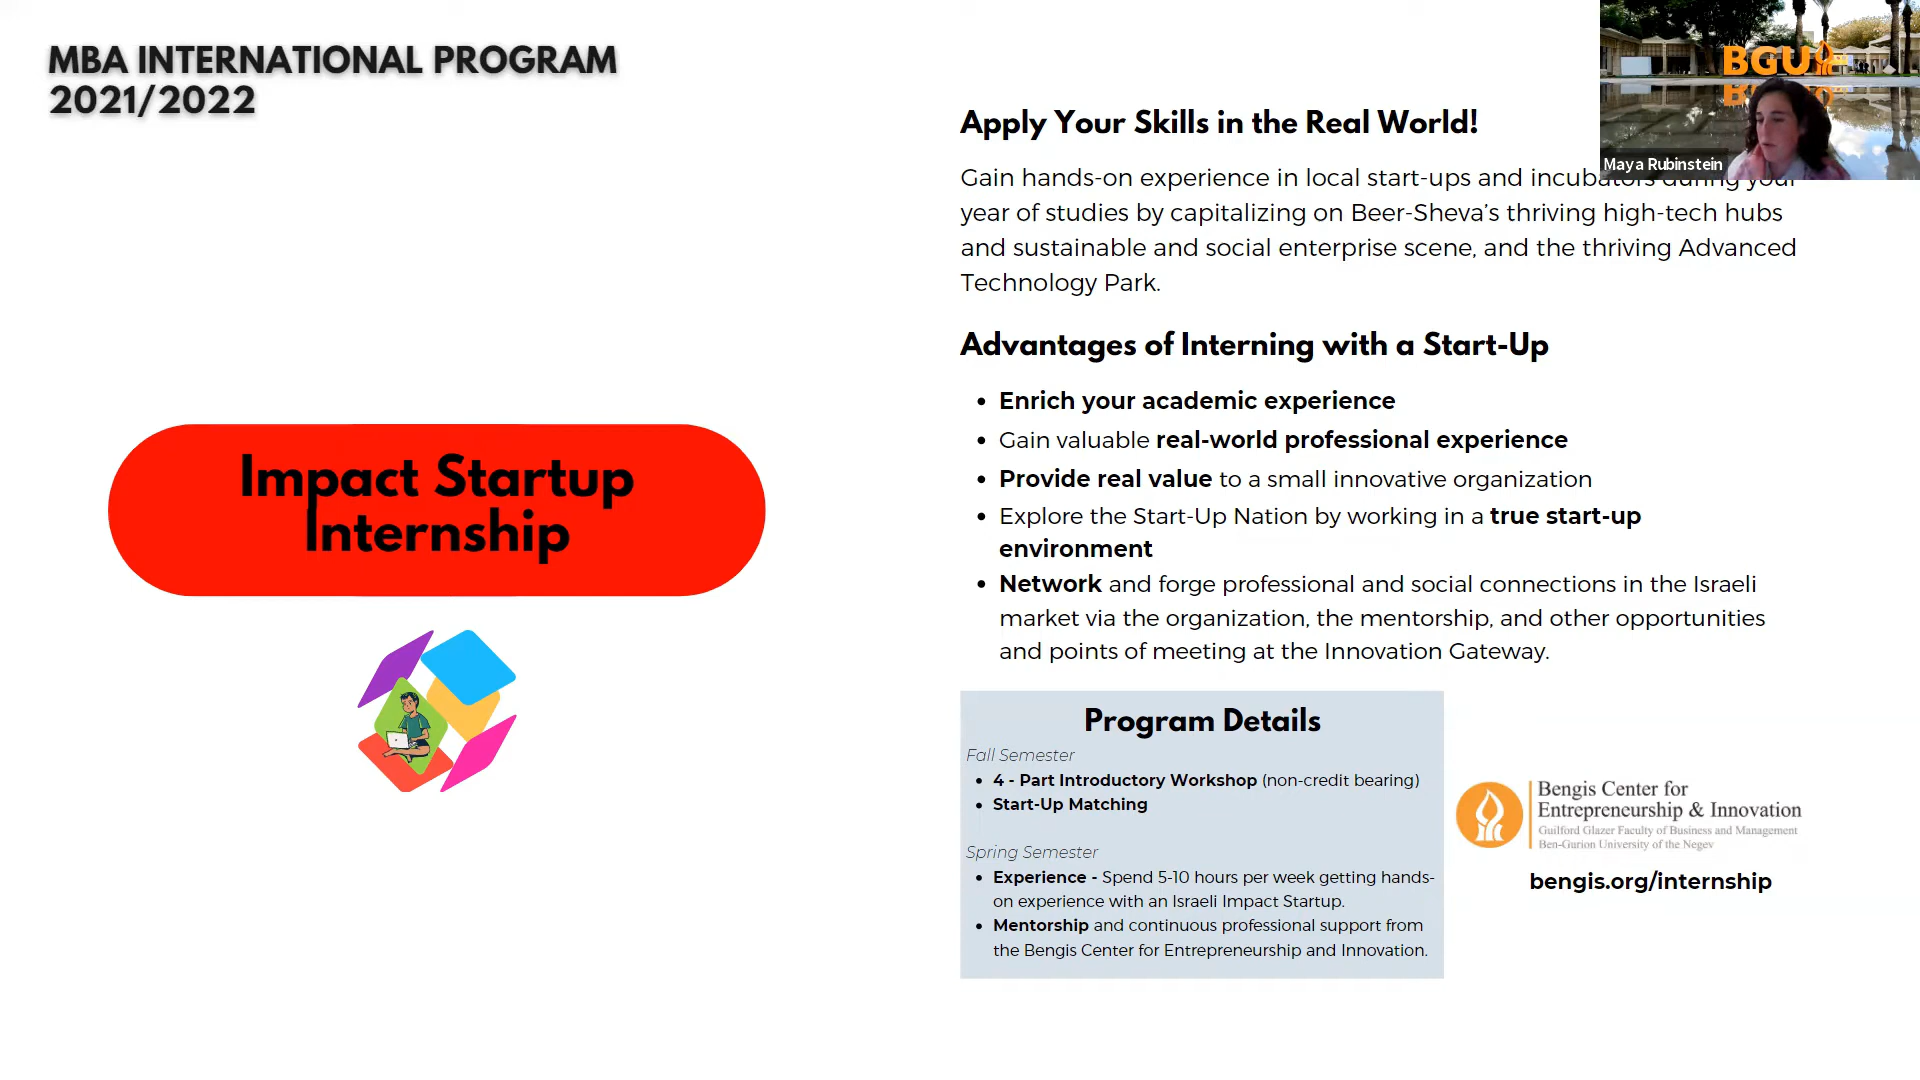 MBA INTERNATIONAL PROGRAM
2021/2022
BGU
Maya Rubinstein
Apply Your Skills in the Real World!
Gain hands-on experience in local start-ups and incubators during your
year of studies by capitalizing on Beer-Sheva’s thriving high-tech hubs
and sustainable and social enterprise scene, and the thriving Advanced
Technology Park.
Impact Startup
Internship
Advantages of Interning with a Start-Up
• Enrich your academic experience
• Gain valuable real-world professional experience
• Provide real value to a small innovative organization
• Explore the Start-Up Nation by working in a true start-up
environment
• Network and forge professional and social connections in the Israeli
market via the organization, the mentorship, and other opportunities
and points of meeting at the Innovation Gateway.
Program Details
Fall Semester
• 4 - Part Introductory Workshop (non-credit bearing)
• Start-Up Matching
Spring Semester
• Experience - Spend 5-10 hours per week getting hands-
on experience with an Israeli Impact Startup.
• Mentorship and continuous professional support from
the Bengis Center for Entrepreneurship and Innovation.
Bengis Center for
Entrepreneurship & Innovation
Guilford Glazer Faculty of Business and Management
Ben-Gurion University of the Negev
bengis.org/internship